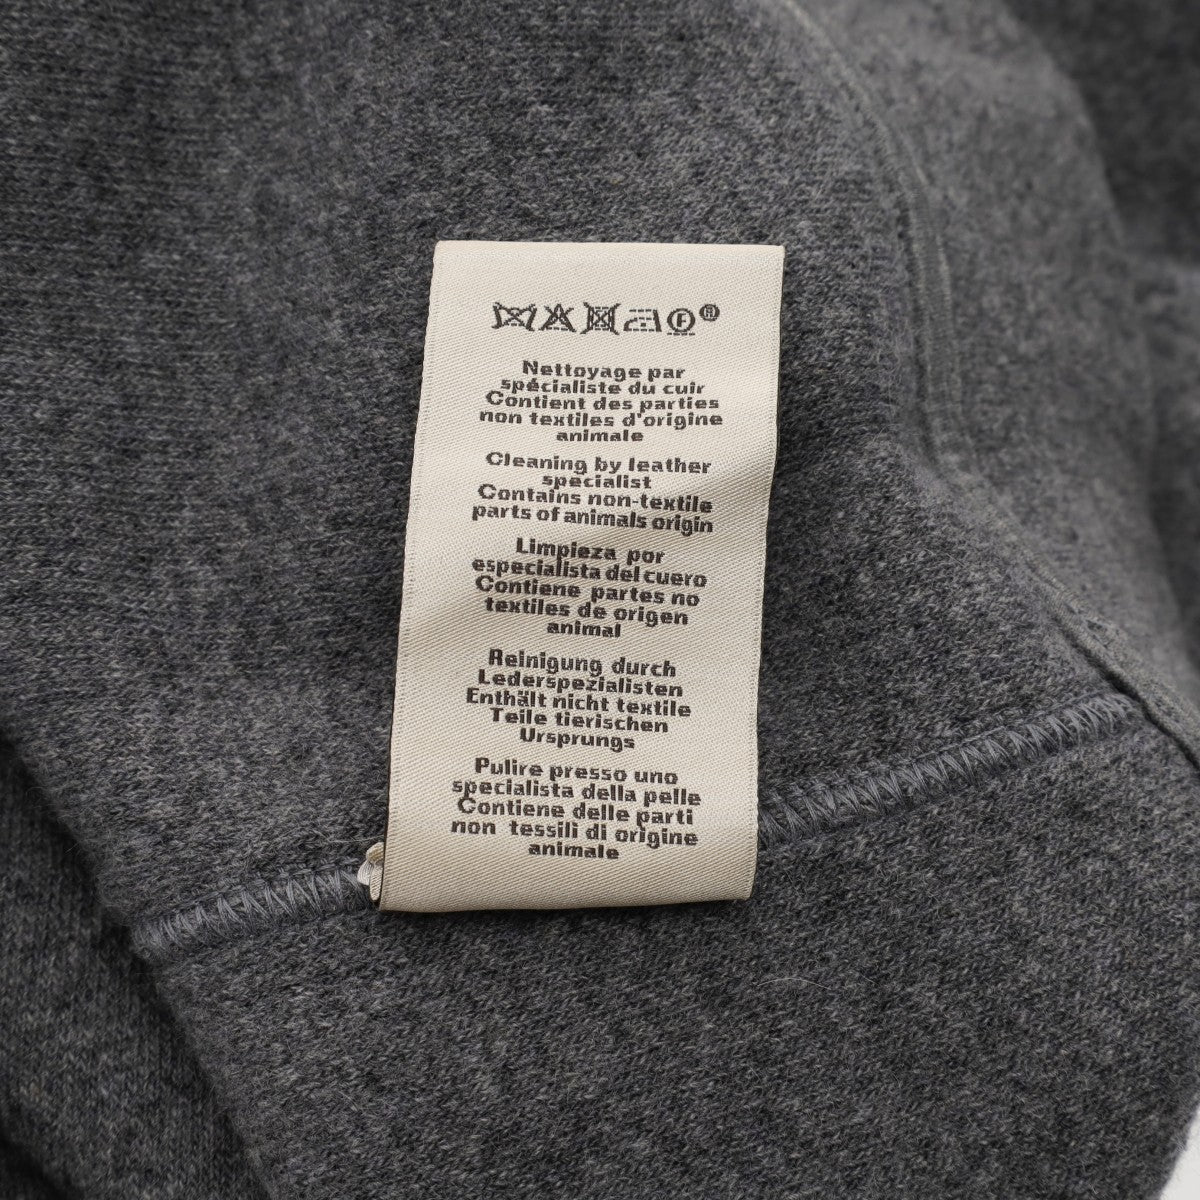 Nettoyage par
spécialiste du cuir
Contient des parties
non textiles d'origine
animale
Cleaning by leather
specialist
Contains non-textile
parts of animals origin
Limpieza por
especialista del cuero
Contiene partes no
textiles de origen
animal
Reinigung durch
Lederspezialisten
Enthält nicht textile
Teile tierischen
Ursprungs
Pulire presso uno
specialista della pelle
Contiene delle parti
non tessili di origine
animale